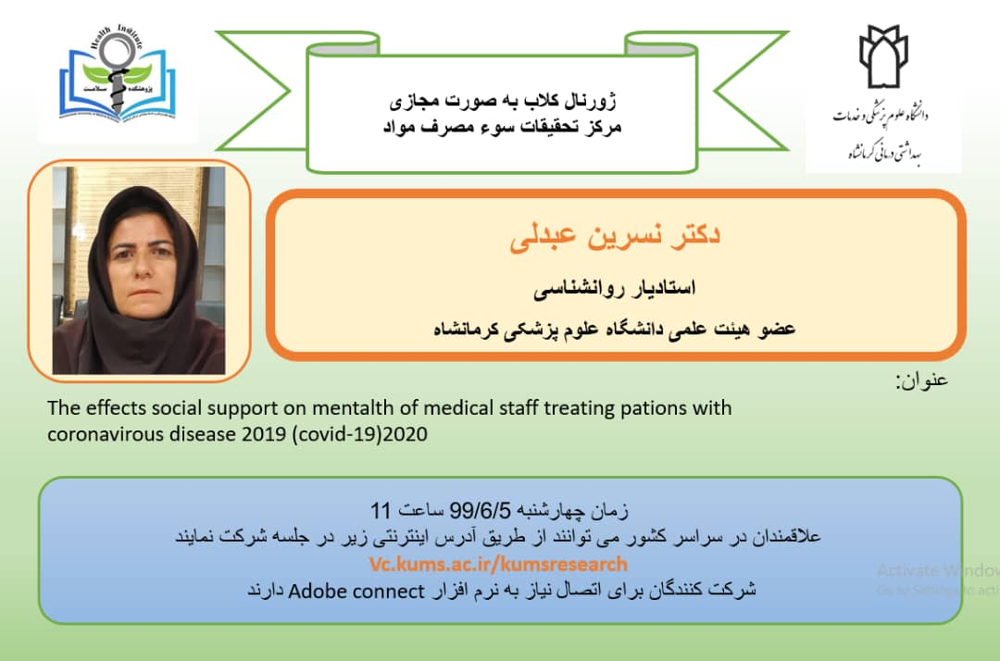 Health Institute
پژوهشکده سلامت
ژورنال کلاب به صورت مجازی
مرکز تحقیقات سوء مصرف مواد
دانشگاه علوم پزشکی و خدمات
بهداشتی درمانی کرمانشاه
دکتر نسرین عبدلی
استادیار روانشناسی
عضو هیئت علمی دانشگاه علوم پزشکی کرمانشاه
عنوان:
The effects social support on mentalth of medical staff treating pations with
coronavirous disease 2019 (covid-19)2020
زمان چهارشنبه 99/6/5 ساعت 11
علاقمندان در سراسر کشور می توانند از طریق آدرس اینترنتی زیر در جلسه شرکت نمایند
Vc.kums.ac.ir/kumsresearch
شرکت کنندگان برای اتصال نیاز به نرم افزار Adobe connect دارند
Activate Window
Go to Settings to acti